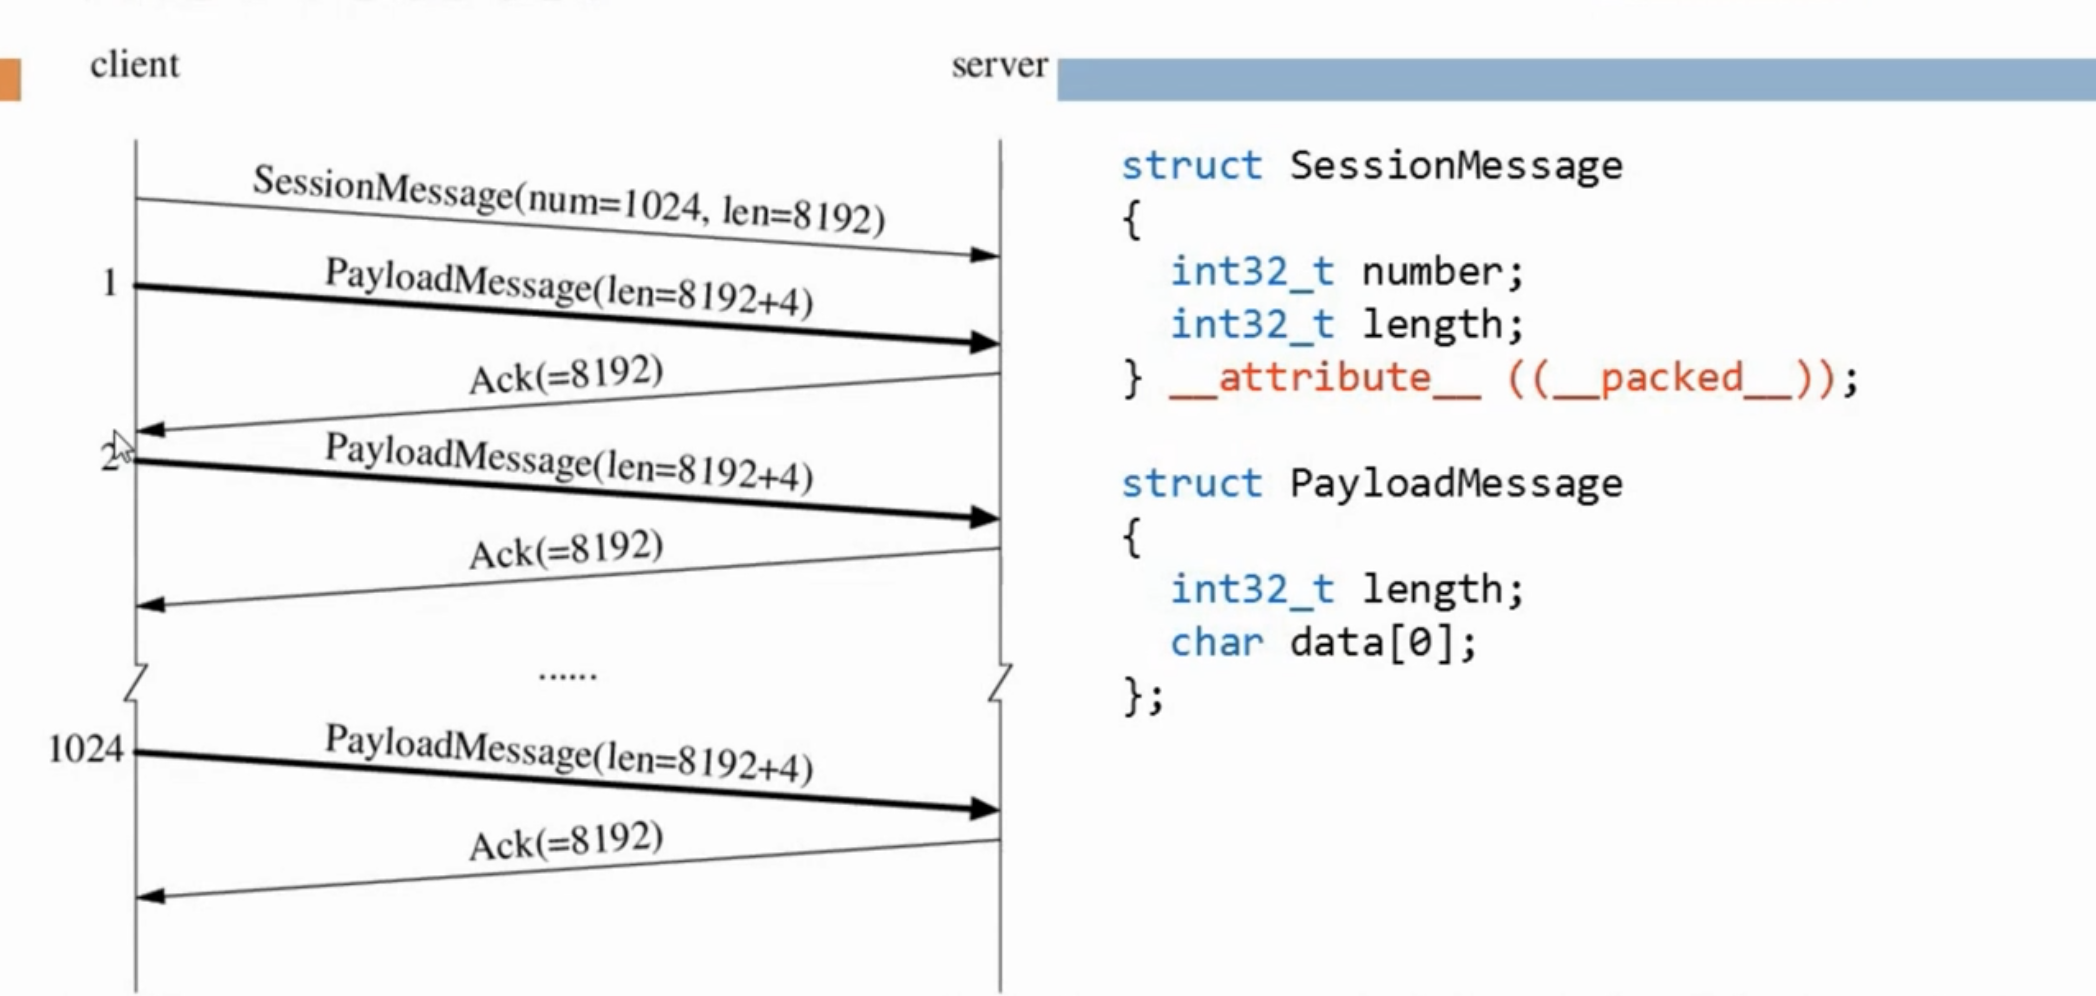 client
server
SessionMessage(num=1024, len=8192)
1
PayloadMessage(len=8192+4)
Ack(=8192)
2
PayloadMessage(len=8192+4)
Ack(=8192)
......
1024
PayloadMessage(len=8192+4)
Ack(=8192)
struct SessionMessage
{
int32_t number;
int32_t length;
} __attribute__ ((__packed__));
struct PayloadMessage
{
int32_t length;
char data[0];
};